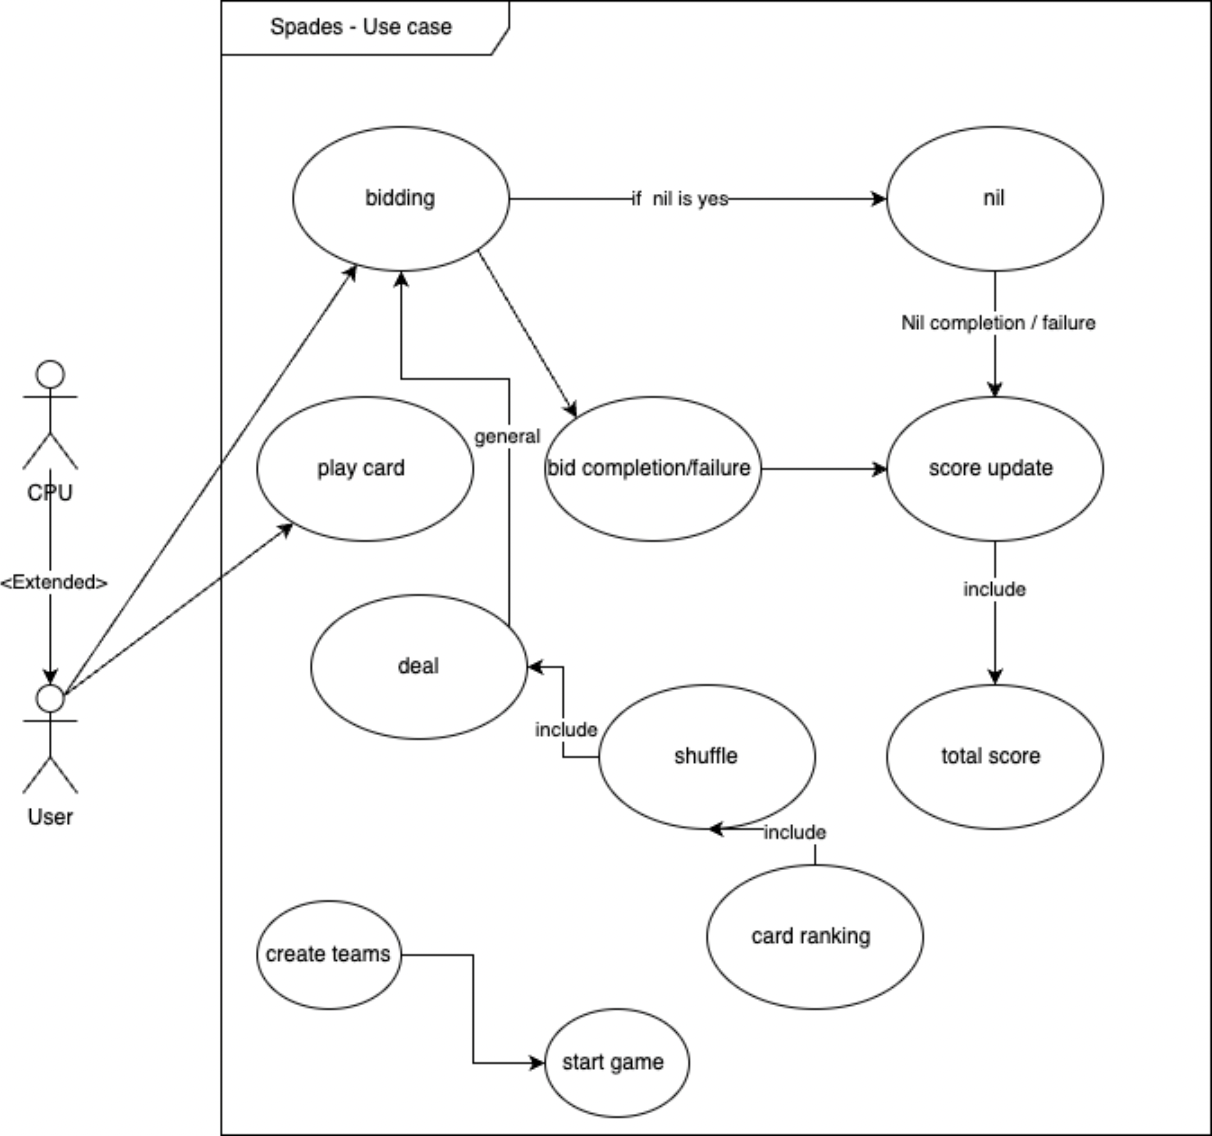 Spades - Use case
bidding
if  nil is yes
nil
Nil completion / failure
CPU
play card
general
bid completion/failure
score update
<Extended>
include
deal
include
shuffle
total score
User
include
card ranking
create teams
start game